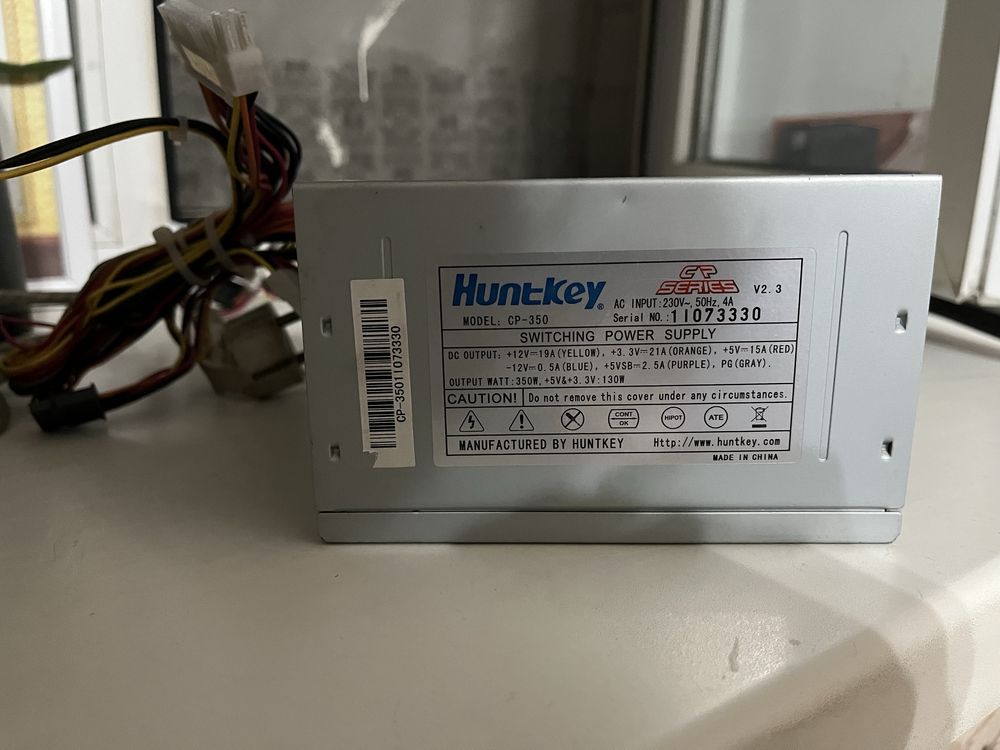 CP-35011073330
Huntkey®
CP SERIES V2.3
AC INPUT:230V~, 50Hz, 4A
MODEL: CP-350
Serial NO.:11073330
SWITCHING POWER SUPPLY
DC OUTPUT: +12V⎓19A(YELLOW), +3.3V⎓21A(ORANGE), +5V⎓15A(RED)
-12V⎓0.5A(BLUE), +5VSB⎓2.5A(PURPLE), PG(GRAY).
OUTPUT WATT:350W,+5V&+3.3V:130W
CAUTION! Do not remove this cover under any circumstances.
CONT OK HIPOT ATE
MANUFACTURED BY HUNTKEY Http://www.huntkey.com
MADE IN CHINA